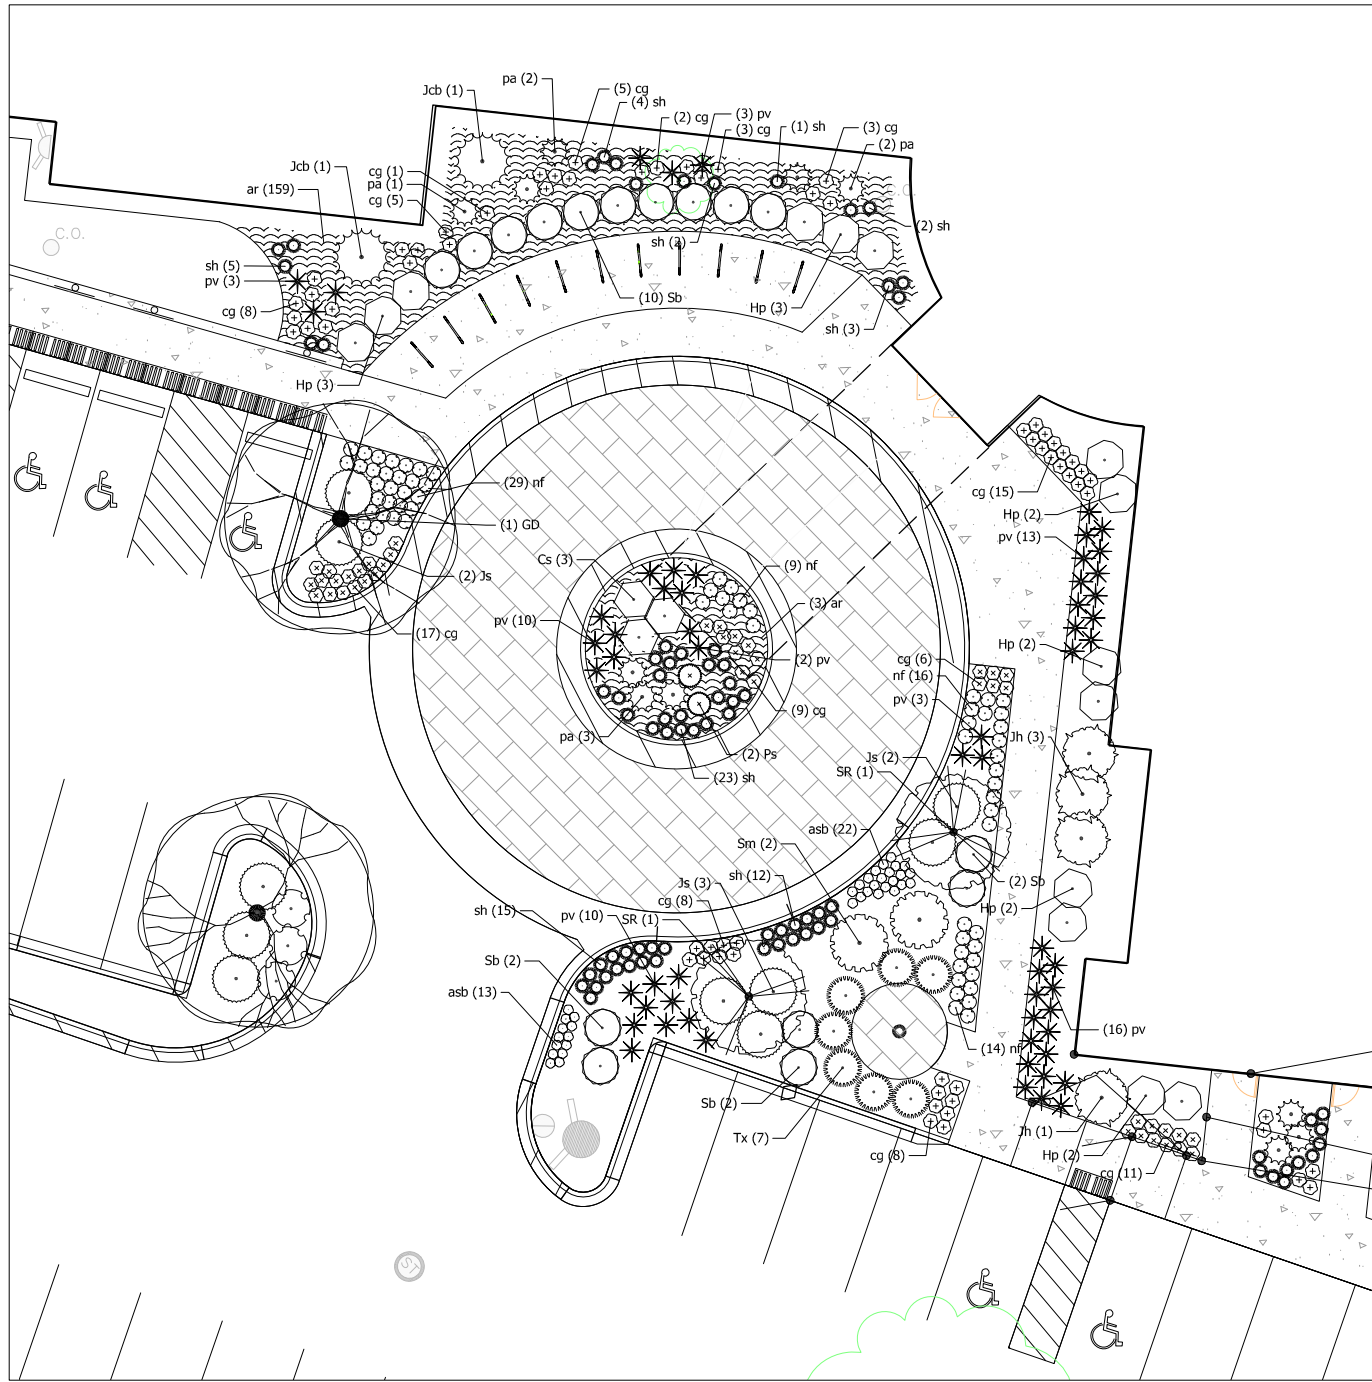 pa (2)
Jcb (1)
(5) cg
(4) sh
(2) cg
(3) pv
(3) cg
(1) sh
(3) cg
(2) pa
Jcb (1)
ar (159)
cg (1)
pa (1)
cg (5)
C.O.
C.O.
sh (2)
(2) sh
sh (5)
pv (3)
cg (8)
(10) Sb
Hp (3)
sh (3)
Hp (3)
(29) nf
(1) GD
(2) Js
(17) cg
Cs (3)
pv (10)
(9) nf
(3) ar
(2) pv
(9) cg
pa (3)
(2) Ps
(23) sh
cg (15)
Hp (2)
pv (13)
Hp (2)
cg (6)
nf (16)
pv (3)
Jh (3)
Js (2)
SR (1)
asb (22)
Sm (2)
sh (12)
Js (3)
cg (8)
(2) Sb
Hp (2)
sh (15)
pv (10)
SR (1)
Sb (2)
asb (13)
(16) pv
(14) nf
Sb (2)
Tx (7)
cg (8)
Jh (1)
Hp (2)
cg (11)
ST